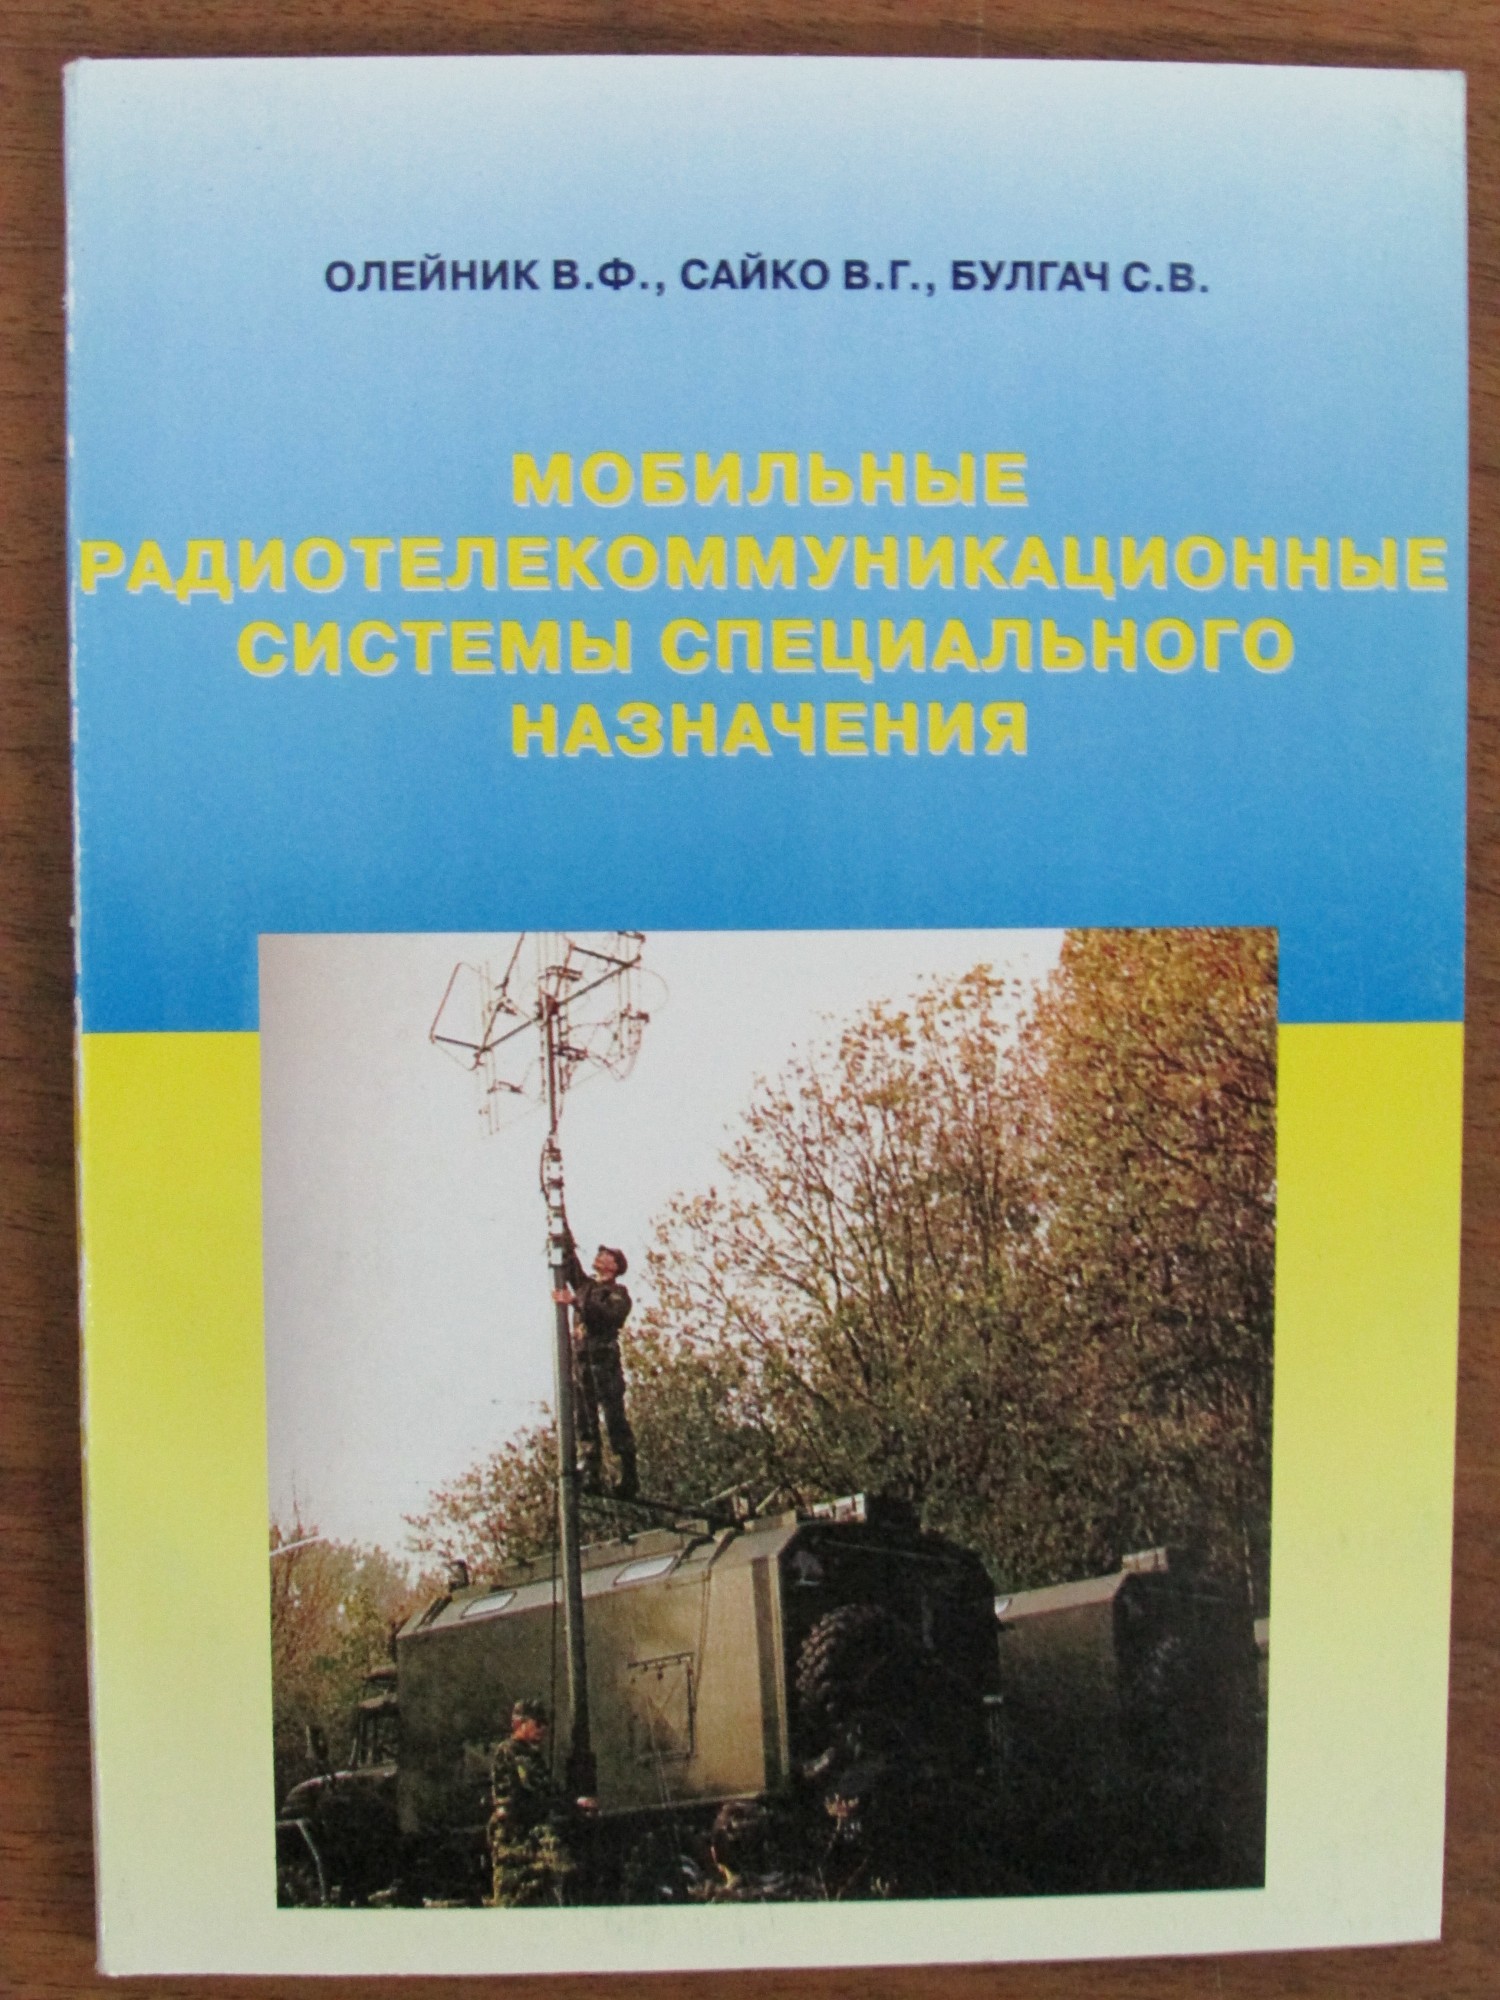 ОЛЕЙНИК В.Ф., САЙКО В.Г., БУЛГАЧ С.В.
МОБИЛЬНЫЕ
РАДИОТЕЛЕКОММУНИКАЦИОННЫЕ
СИСТЕМЫ СПЕЦИАЛЬНОГО
НАЗНАЧЕНИЯ